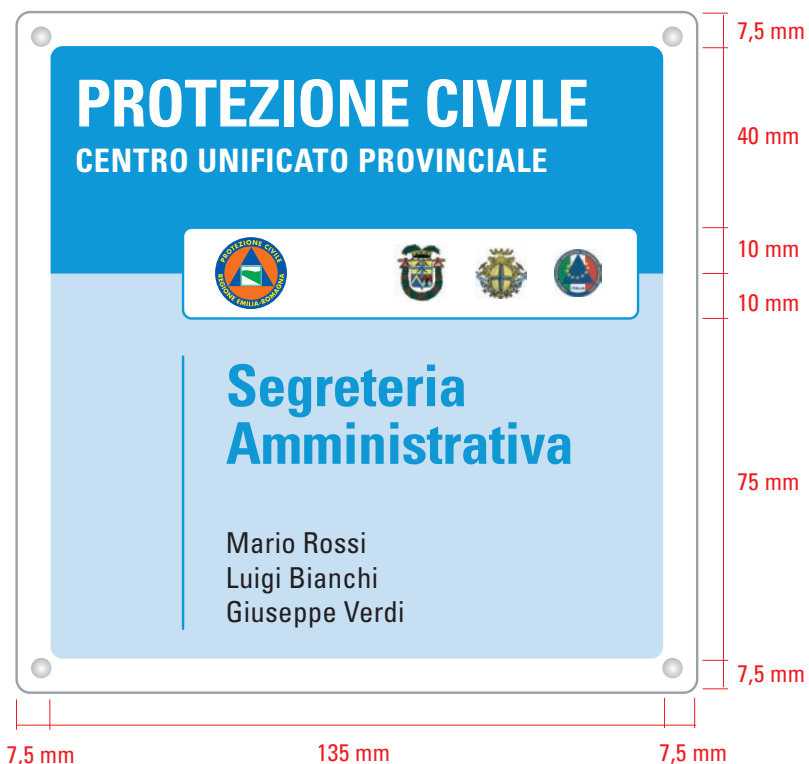 7,5 mm
PROTEZIONE CIVILE
CENTRO UNIFICATO PROVINCIALE
40 mm
PROTEZIONE CIVILE
REGIONE EMILIA-ROMAGNA
ITALIA
10 mm
10 mm
Segreteria
Amministrativa
75 mm
Mario Rossi
Luigi Bianchi
Giuseppe Verdi
7,5 mm
7,5 mm
135 mm
7,5 mm